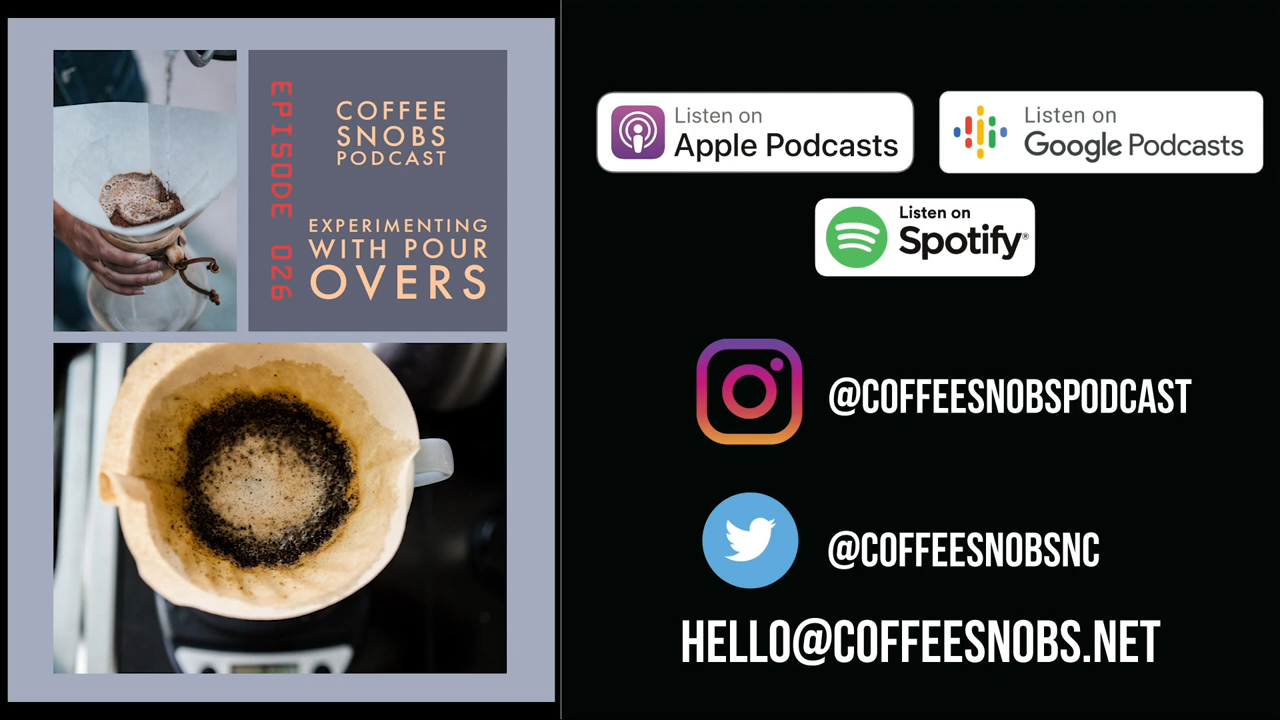 EPISODE 026
COFFEE
SNOBS
PODCAST
EXPERIMENTING
WITH POUR
OVERS
Listen on
Apple Podcasts
Listen on
Google Podcasts
Listen on
Spotify®
@COFFEESNOBSPODCAST
@COFFEESNOBSNC
HELLO@COFFEESNOBS.NET